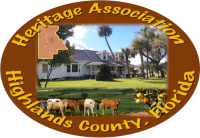 Heritage Association
Highlands County, Florida